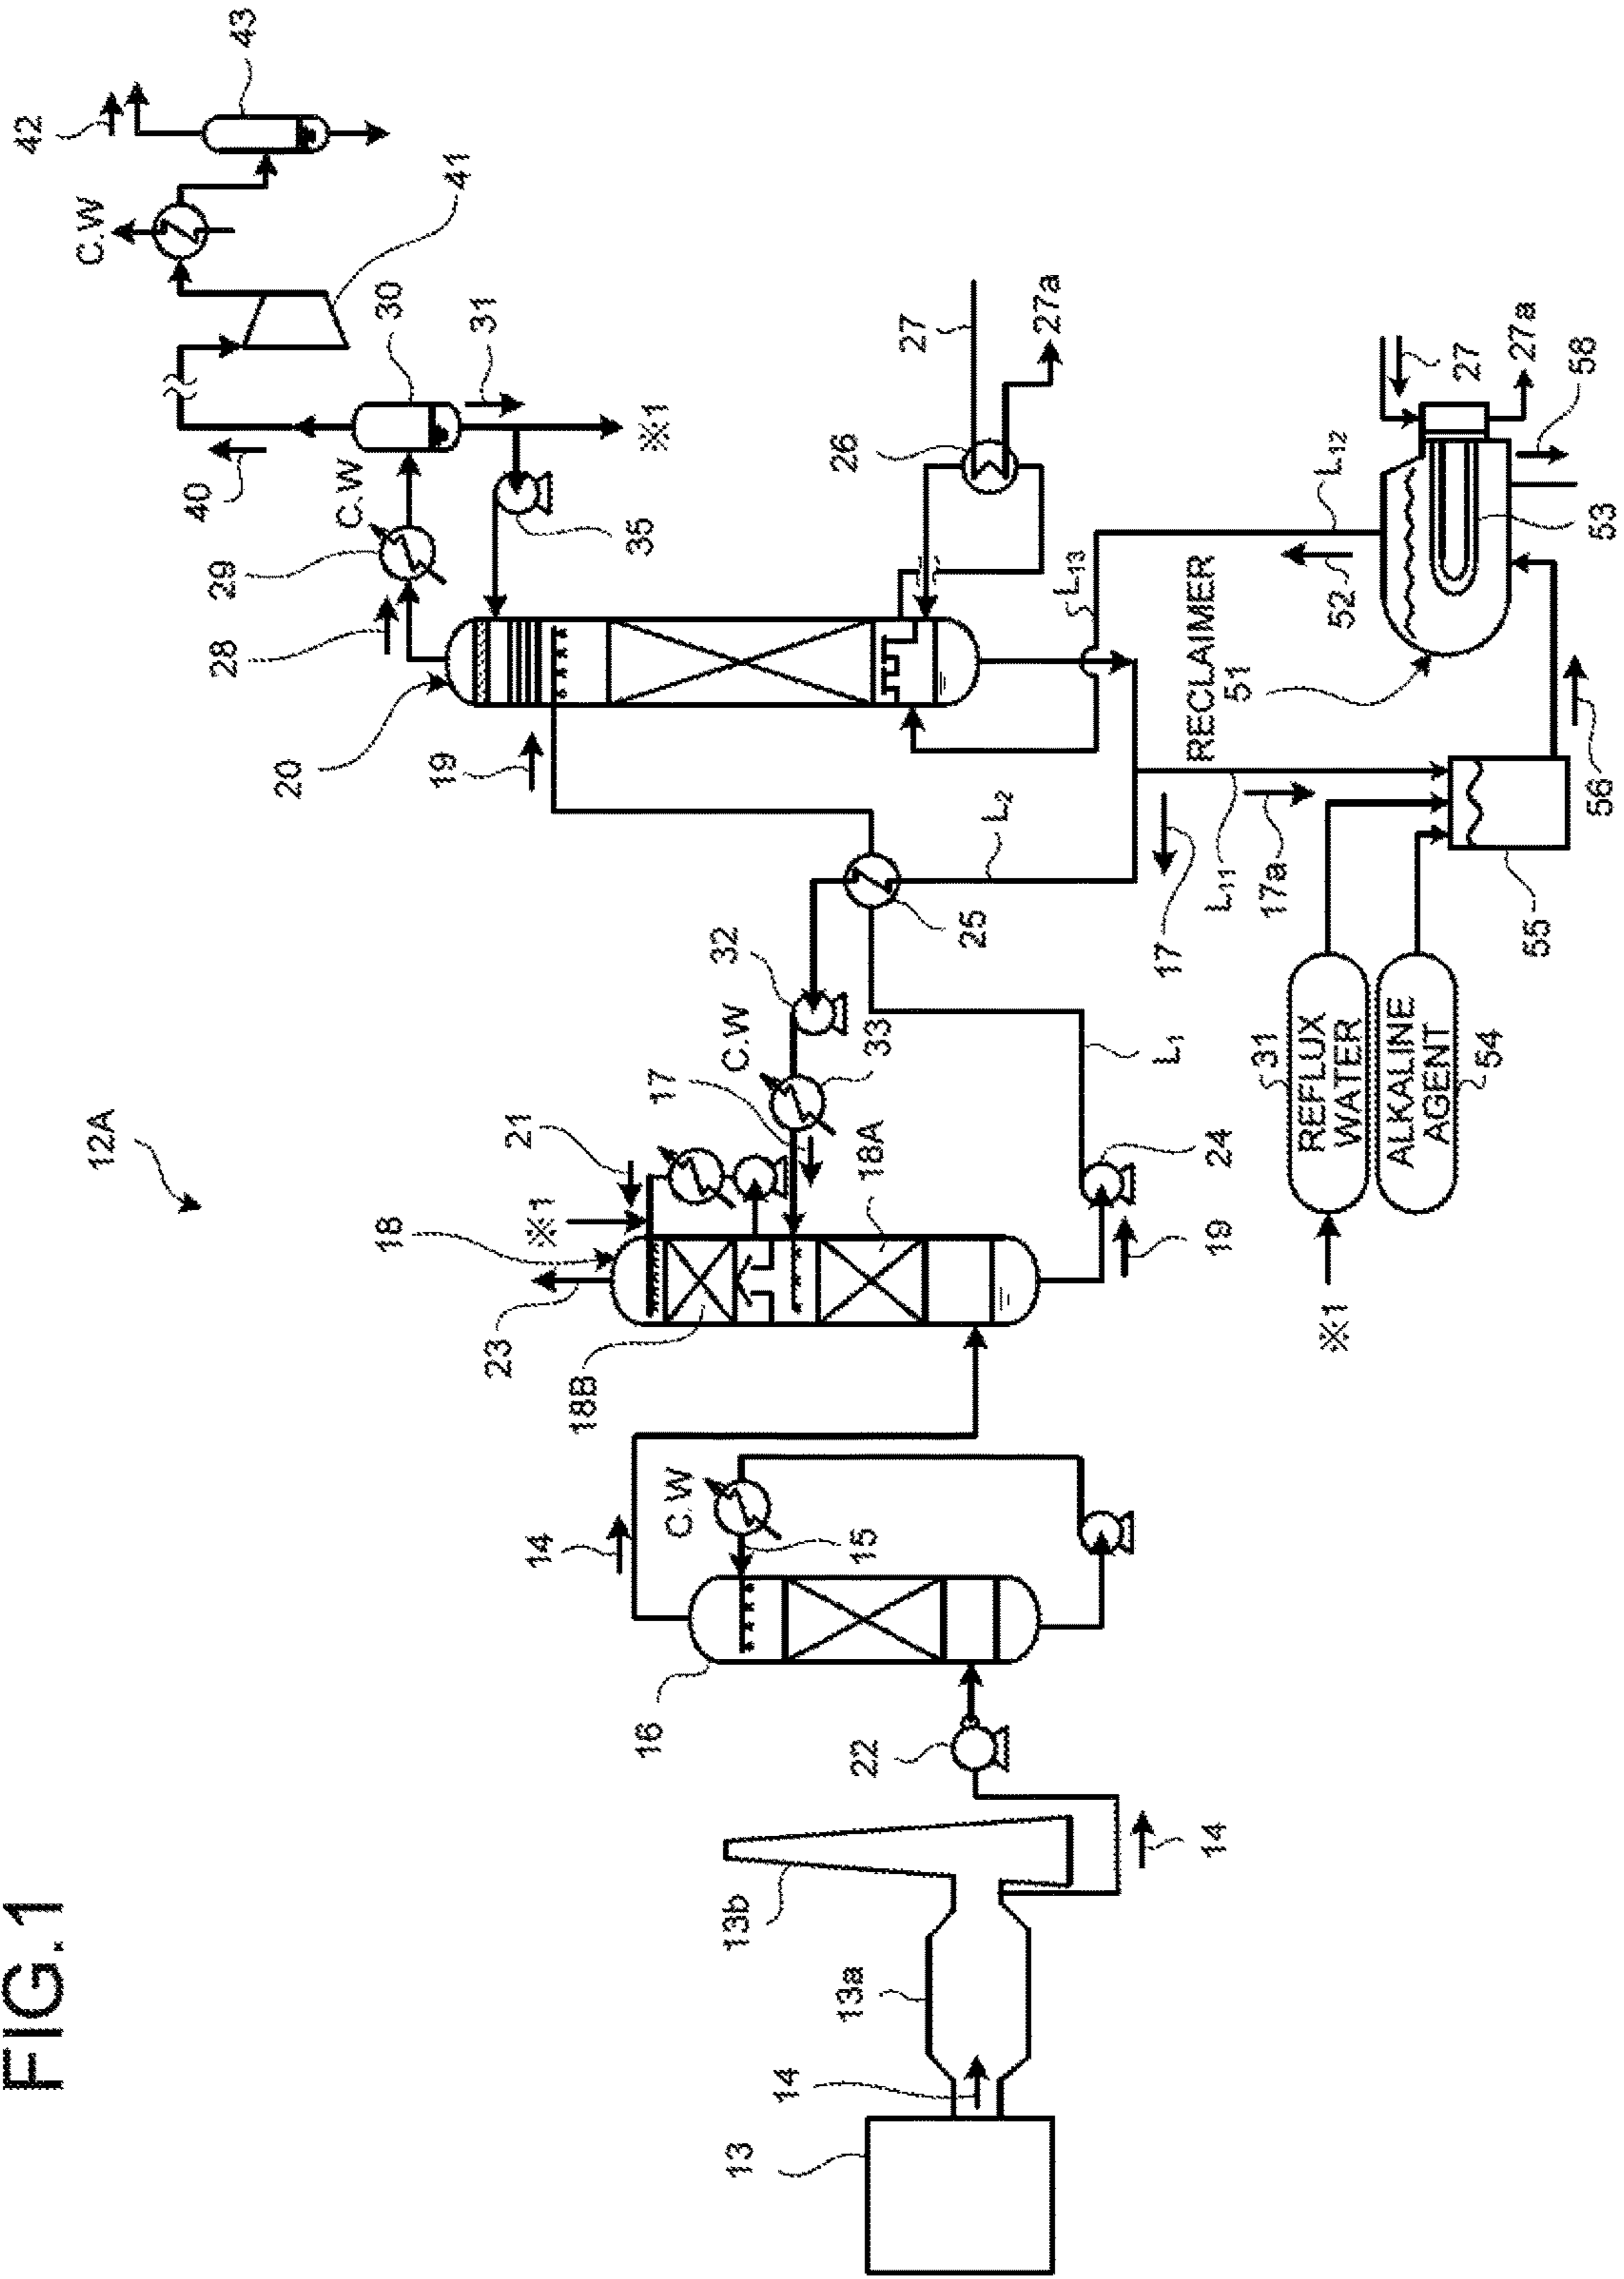 FIG.1
12A
42
43
C.W
41
40
30
31
C.W
29
28
※1
35
20
19
27
26
27a
L13
L12
RECLAIMER
51
52
27
27a
58
53
56
L2
25
17
L11
17a
55
32
C.W
33
17
21
※1
18
18A
23
18B
L1
24
19
31
REFLUX
WATER
ALKALINE
AGENT
54
※1
14
C.W
15
16
22
14
13b
13a
14
13